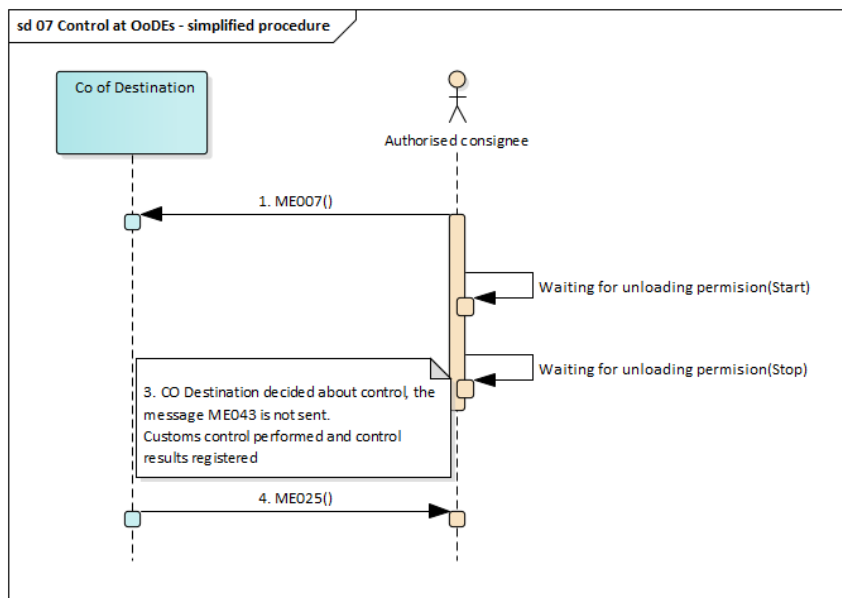 sd 07 Control at OoDEs - simplified procedure
Co of Destination
Authorised consignee
1. ME007()
Waiting for unloading permision(Start)
Waiting for unloading permision(Stop)
3. CO Destination decided about control, the
message ME043 is not sent.
Customs control performed and control
results registered
4. ME025()